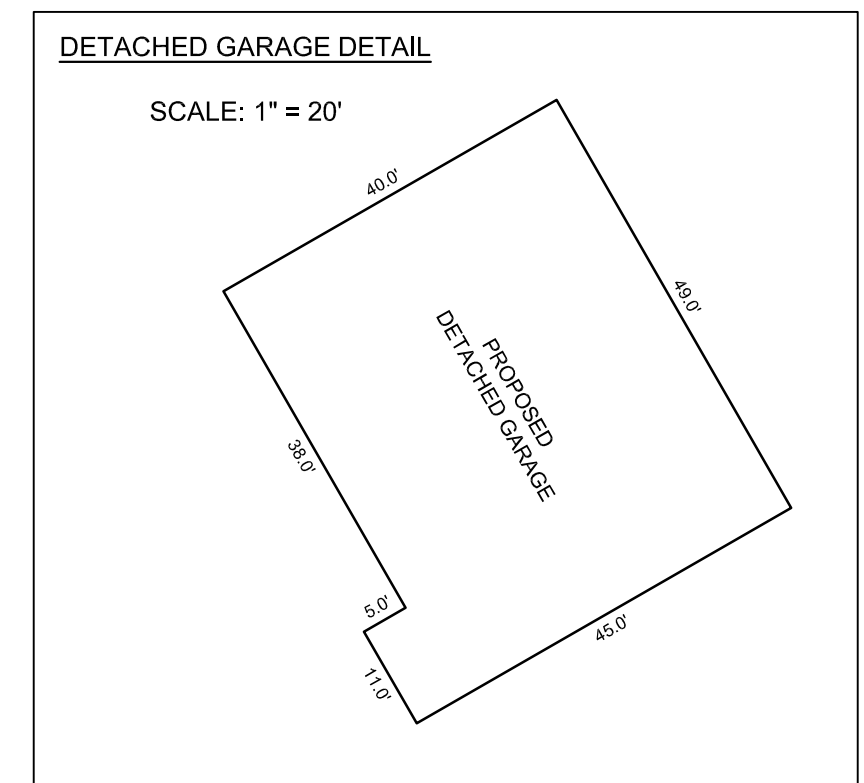 DETACHED GARAGE DETAIL
SCALE: 1" = 20'
40.0'
49.0'
PROPOSED
DETACHED GARAGE
38.0'
5.0'
45.0'
11.0'